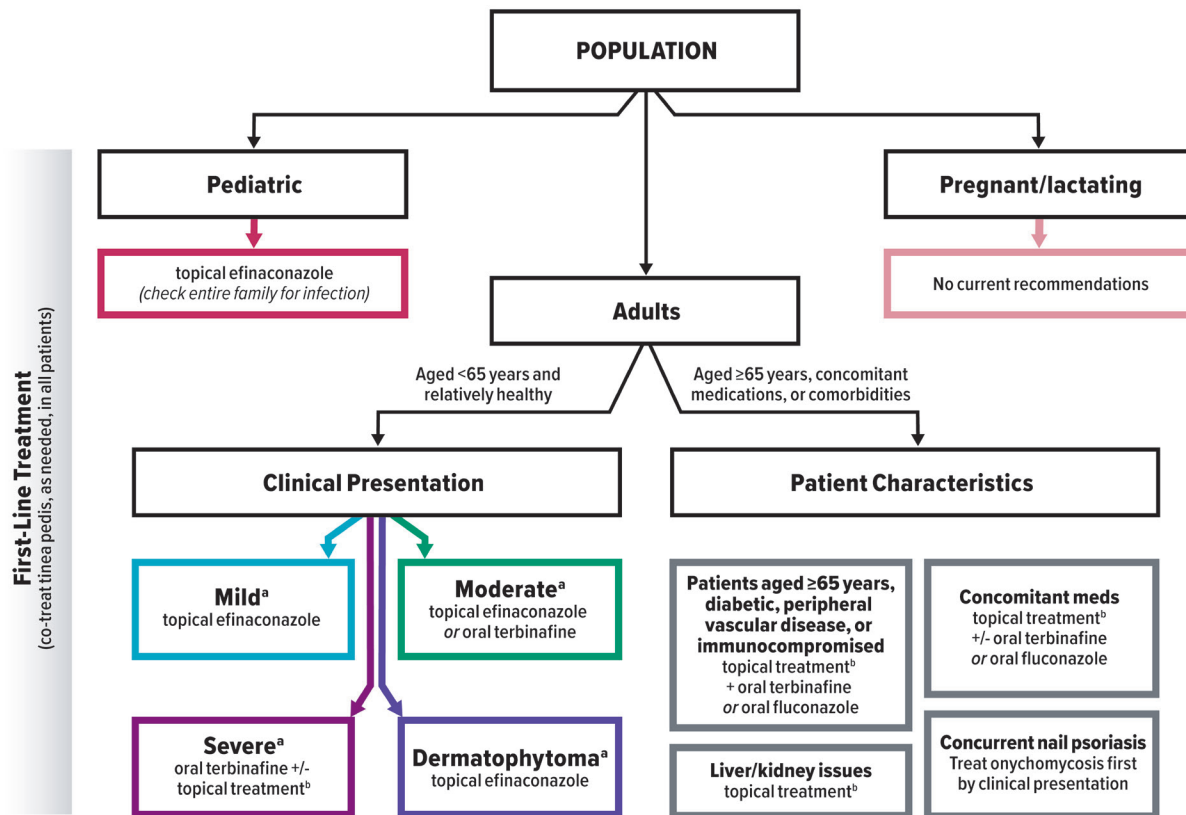 POPULATION
Pediatric
Pregnant/lactating
topical efinaconazole
(check entire family for infection)
No current recommendations
Adults
Aged <65 years and
relatively healthy
Aged ≥65 years, concomitant
medications, or comorbidities
First-Line Treatment
(co-treat tinea pedis, as needed, in all patients)
Clinical Presentation
Patient Characteristics
Mildᵃ
topical efinaconazole
Moderateᵃ
topical efinaconazole
or oral terbinafine
Severeᵃ
oral terbinafine +/-
topical treatmentᵇ
Dermatophytomaᵃ
topical efinaconazole
Patients aged ≥65 years,
diabetic, peripheral
vascular disease, or
immunocompromised
topical treatmentᵇ
+ oral terbinafine
or oral fluconazole
Concomitant meds
topical treatmentᵇ
+/- oral terbinafine
or oral fluconazole
Liver/kidney issues
topical treatmentᵇ
Concurrent nail psoriasis
Treat onychomycosis first
by clinical presentation